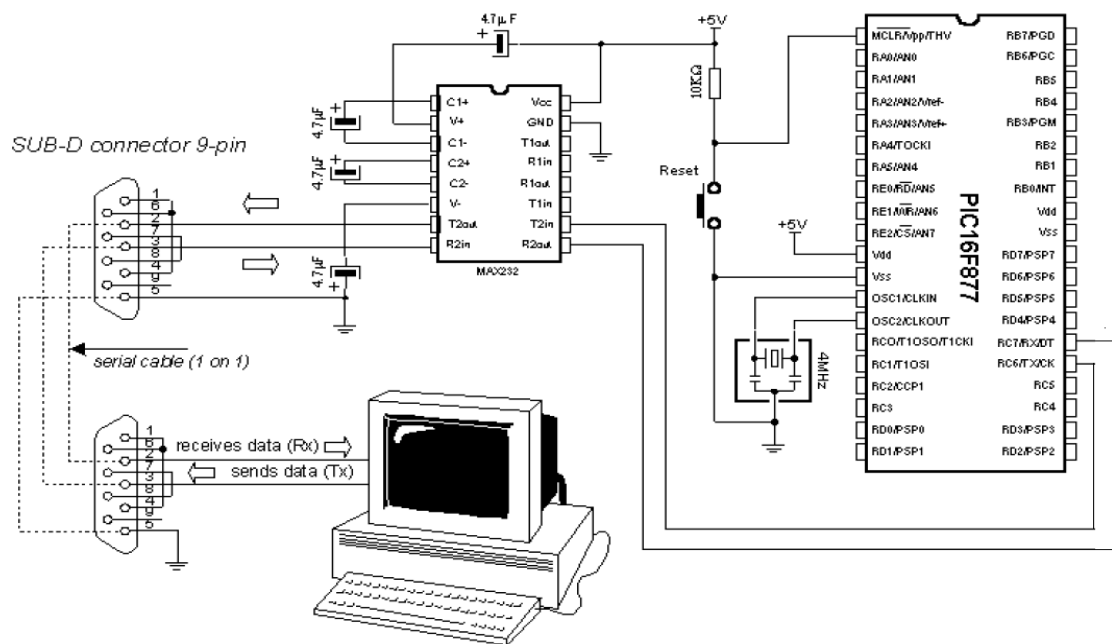 4.7μF
+
+5V
10KΩ
Reset
+5V
4MHz
C1+
V+
C1-
C2+
C2-
V-
T2out
R2in
Vcc
GND
T1out
R1in
R1out
T1in
T2in
R2out
MAX232
+
4.7μF
+
4.7μF
+
4.7μF
SUB-D connector 9-pin
1
6
2
7
3
8
4
9
5
serial cable (1 on 1)
1
6
2
7
3
8
4
9
5
receives data (Rx)
sends data (Tx)
MCLR/Vpp/THV
RA0/AN0
RA1/AN1
RA2/AN2/Vref-
RA3/AN3/Vref+
RA4/TOCKI
RA5/AN4
RE0/RD/AN5
RE1/WR/AN6
RE2/CS/AN7
Vdd
Vss
OSC1/CLKIN
OSC2/CLKOUT
RCO/T1OSO/T1CKI
RC1/T1OSI
RC2/CCP1
RC3
RD0/PSP0
RD1/PSP1
PIC16F877
RB7/PGD
RB6/PGC
RB5
RB4
RB3/PGM
RB2
RB1
RB0/INT
Vdd
Vss
RD7/PSP7
RD6/PSP6
RD5/PSP5
RD4/PSP4
RC7/RX/DT
RC6/TX/CK
RC5
RC4
RD3/PSP3
RD2/PSP2